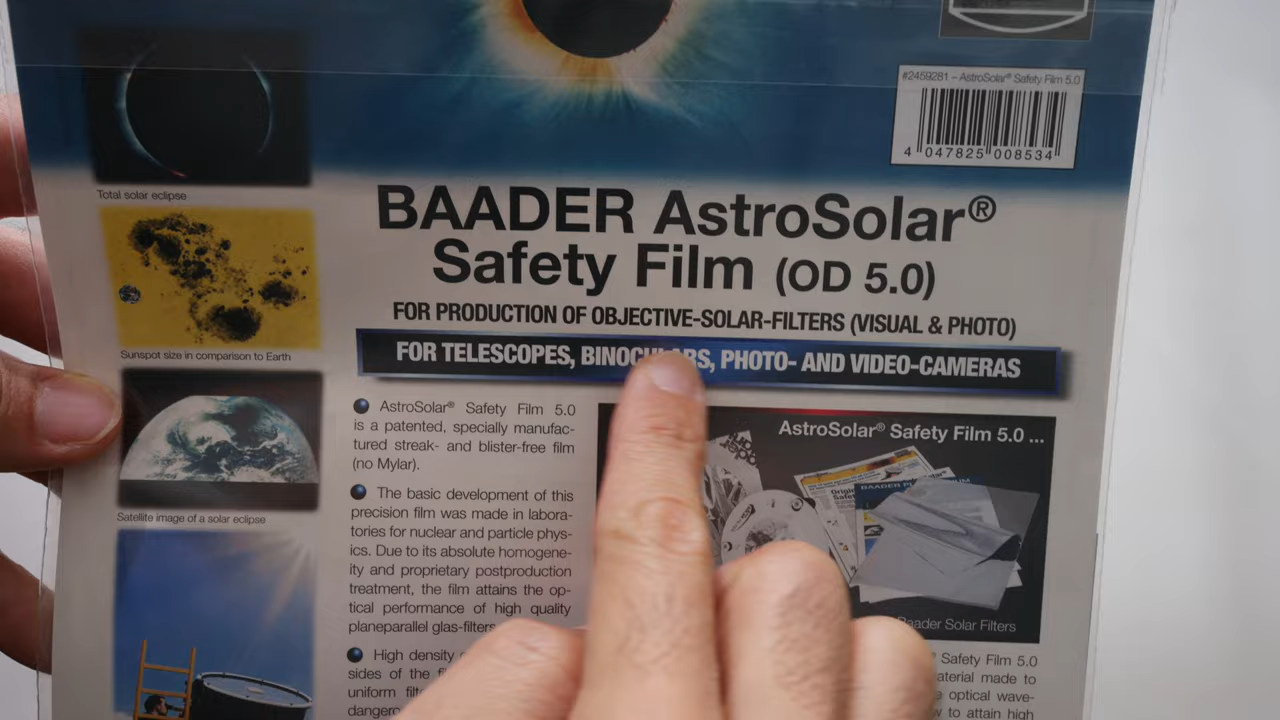 #2459281 – AstroSolar® Safety Film 5.0
4 047825 008534
Total solar eclipse
BAADER AstroSolar®
Safety Film (OD 5.0)
FOR PRODUCTION OF OBJECTIVE-SOLAR-FILTERS (VISUAL & PHOTO)
FOR TELESCOPES, BINOCULARS, PHOTO- AND VIDEO-CAMERAS
Sunspot size in comparison to Earth
Satellite image of a solar eclipse
AstroSolar® Safety Film 5.0
is a patented, specially manufac-
tured streak- and blister-free film
(no Mylar).
The basic development of this
precision film was made in labora-
tories for nuclear and particle phys-
ics. Due to its absolute homogene-
ity and proprietary postproduction
treatment, the film attains the op-
tical performance of high quality
planeparallel glas-filters
High density
sides of the
uniform
AstroSolar® Safety Film 5.0 ...
BAADER
Baader Solar Filters
Safety Film 5.0
made to
optical wave-
to attain high